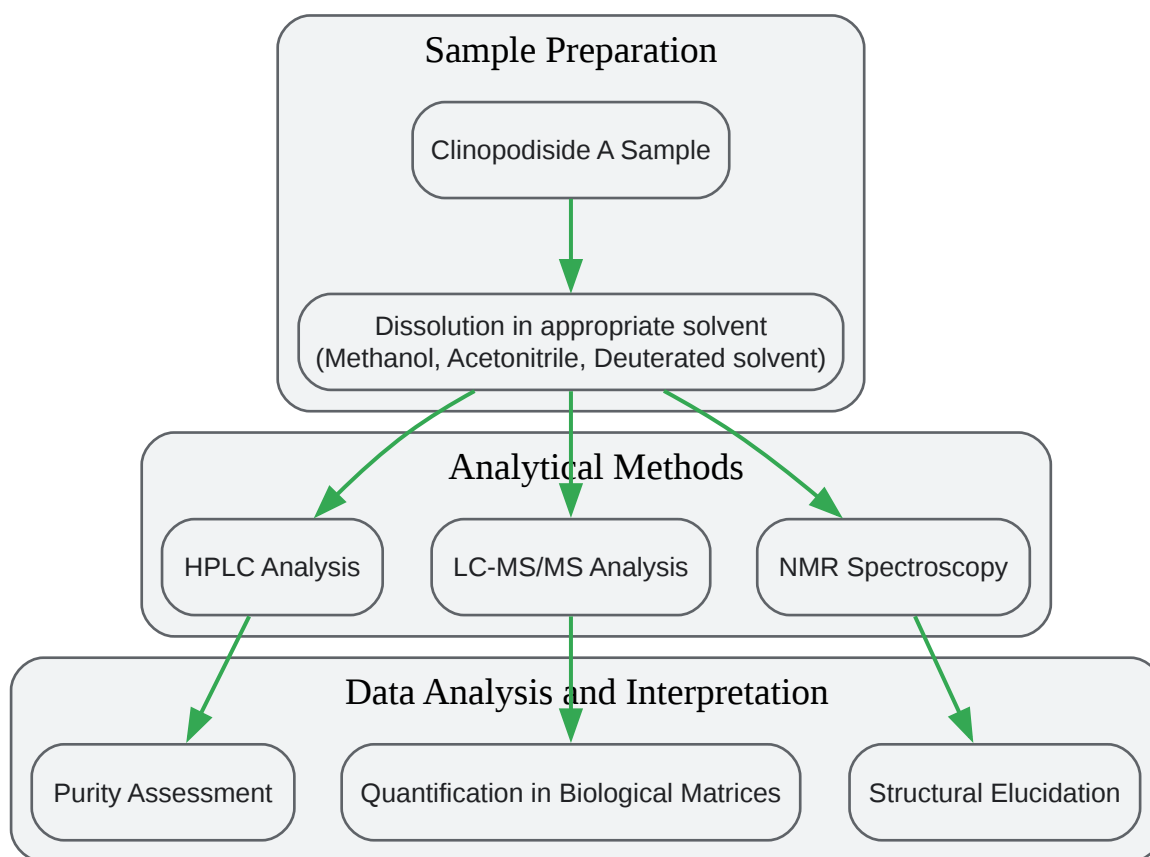 Sample Preparation
Clinopodiside A Sample
Dissolution in appropriate solvent
(Methanol, Acetonitrile, Deuterated solvent)
Analytical Methods
HPLC Analysis
LC-MS/MS Analysis
NMR Spectroscopy
Data Analysis and Interpretation
Purity Assessment
Quantification in Biological Matrices
Structural Elucidation